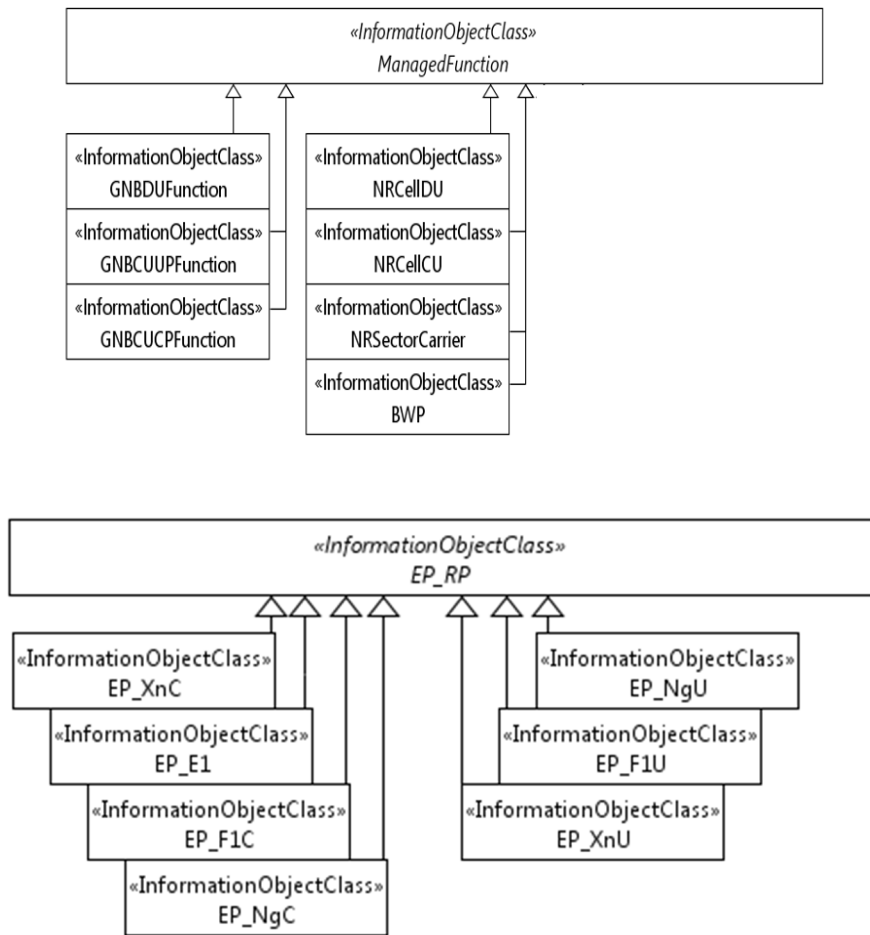 «InformationObjectClass»
ManagedFunction
«InformationObjectClass»
GNBDUFunction
«InformationObjectClass»
GNBCUUPFunction
«InformationObjectClass»
GNBCUCPFunction
«InformationObjectClass»
NRCellDU
«InformationObjectClass»
NRCellCU
«InformationObjectClass»
NRSectorCarrier
«InformationObjectClass»
BWP
«InformationObjectClass»
EP_RP
«InformationObjectClass»
EP_XnC
«InformationObjectClass»
EP_E1
«InformationObjectClass»
EP_F1C
«InformationObjectClass»
EP_NgC
«InformationObjectClass»
EP_NgU
«InformationObjectClass»
EP_F1U
«InformationObjectClass»
EP_XnU